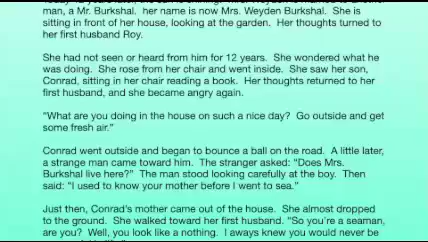 man, a Mr. Burkshal.  her name is now Mrs. Weyden Burkshal.  She is
sitting in front of her house, looking at the garden.  Her thoughts turned to
her first husband Roy.
She had not seen or heard from him for 12 years.  She wondered what he
was doing.  She rose from her chair and went inside.  She saw her son,
Conrad, sitting in her chair reading a book.  Her thoughts returned to her
first husband, and she became angry again.
“What are you doing in the house on such a nice day?  Go outside and get
some fresh air.”
Conrad went outside and began to bounce a ball on the road.  A little later,
a strange man came toward him.  The stranger asked: “Does Mrs.
Burkshal live here?”  The man stood looking carefully at the boy.  Then
said: “I used to know your mother before I went to sea.”
Just then, Conrad’s mother came out of the house.  She almost dropped
to the ground.  She walked toward her first husband. “So you’re a seaman,
are you?  Well, you look like a nothing.  I aways knew you would never be